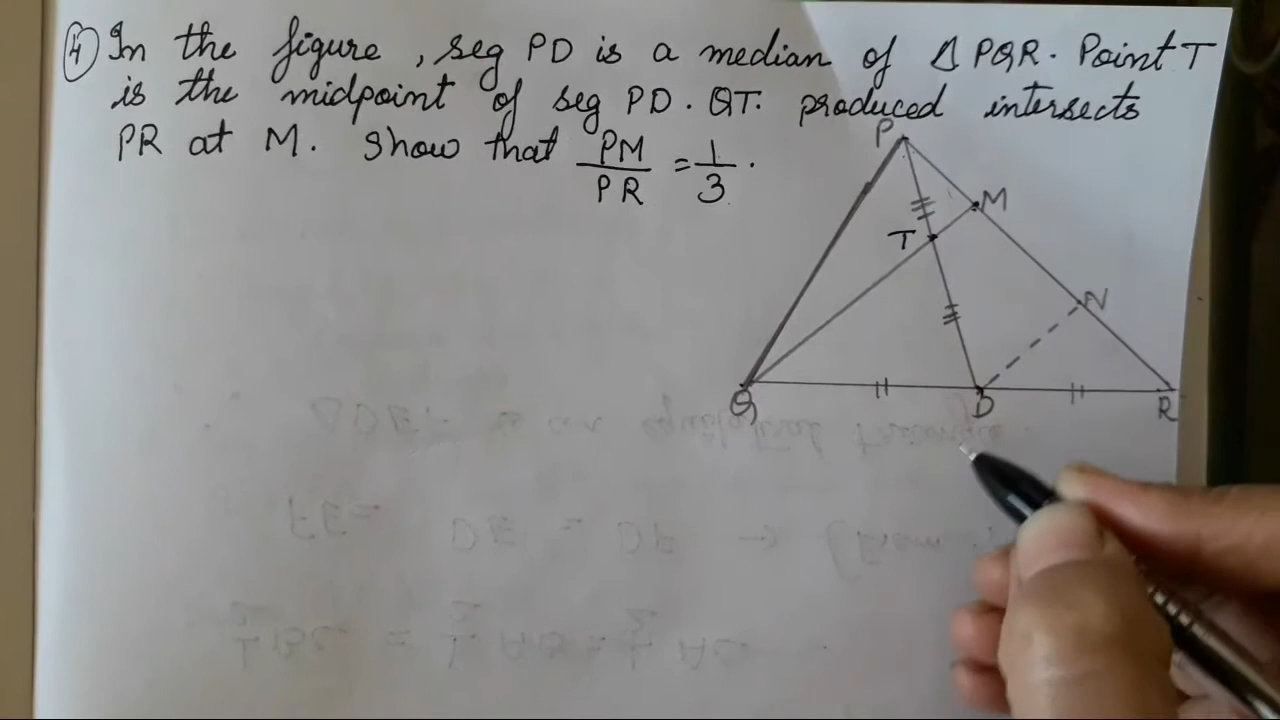 4 In the figure, seg PD is a median of Δ PQR. Point T
is the midpoint of seg PD. QT. produced intersects
PR at M. Show that PM/PR = 1/3.
P
M
T
N
Q D R